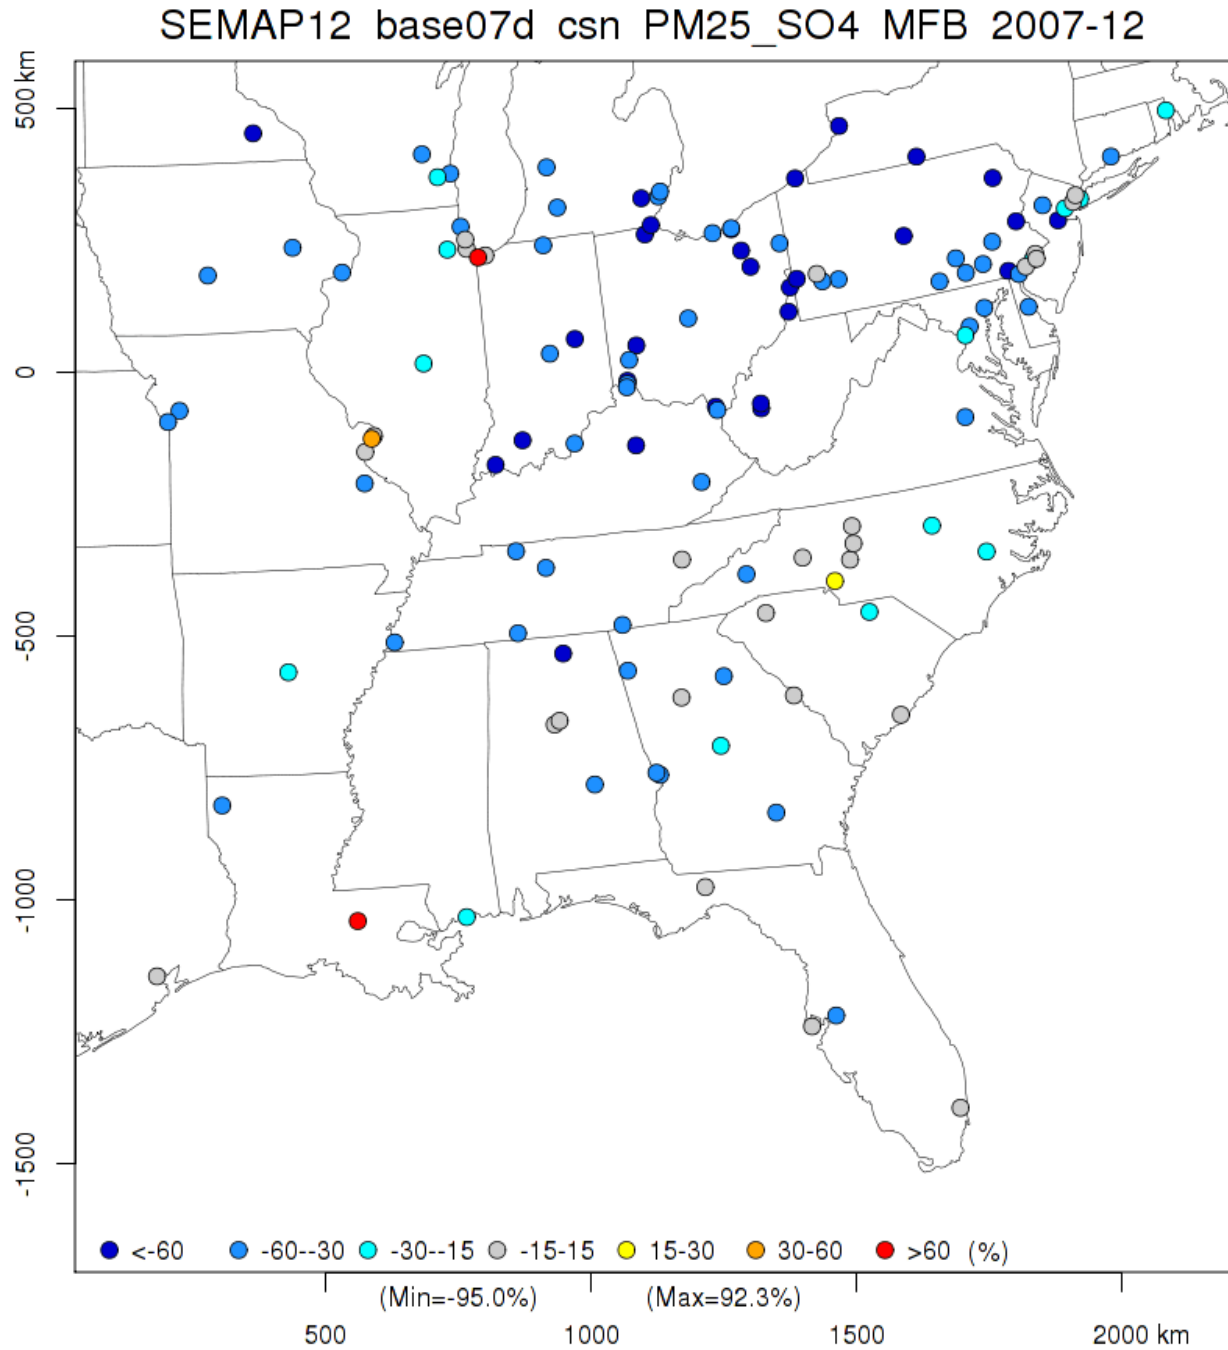 SEMAP12 base07d csn PM25_SO4 MFB 2007-12
500 km
0
-500
-1000
-1500
<-60 -60--30 -30--15 -15-15 15-30 30-60 >60 (%)
(Min=-95.0%) (Max=92.3%)
500 1000 1500 2000 km